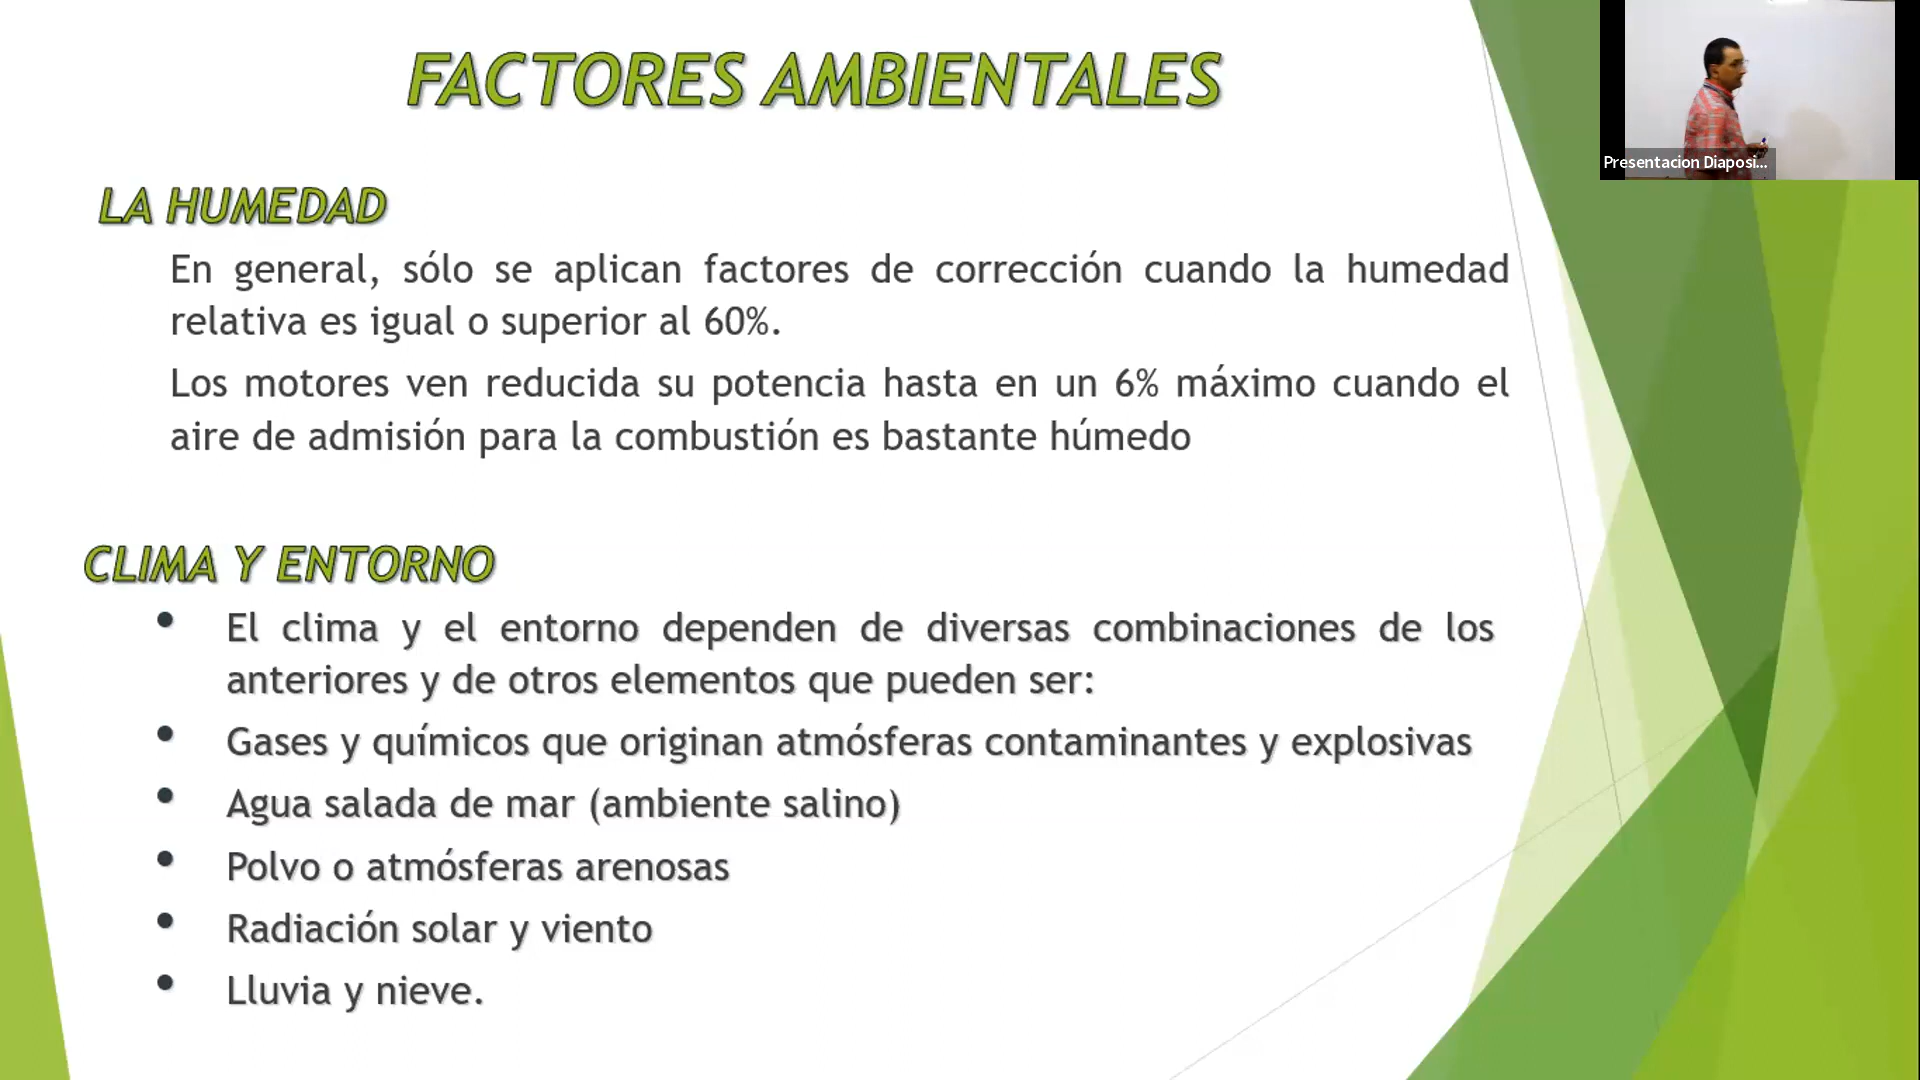 FACTORES AMBIENTALES
Presentacion Diaposi...
LA HUMEDAD
En general, sólo se aplican factores de corrección cuando la humedad
relativa es igual o superior al 60%.
Los motores ven reducida su potencia hasta en un 6% máximo cuando el
aire de admisión para la combustión es bastante húmedo
CLIMA Y ENTORNO
• El clima y el entorno dependen de diversas combinaciones de los
anteriores y de otros elementos que pueden ser:
• Gases y químicos que originan atmósferas contaminantes y explosivas
• Agua salada de mar (ambiente salino)
• Polvo o atmósferas arenosas
• Radiación solar y viento
• Lluvia y nieve.